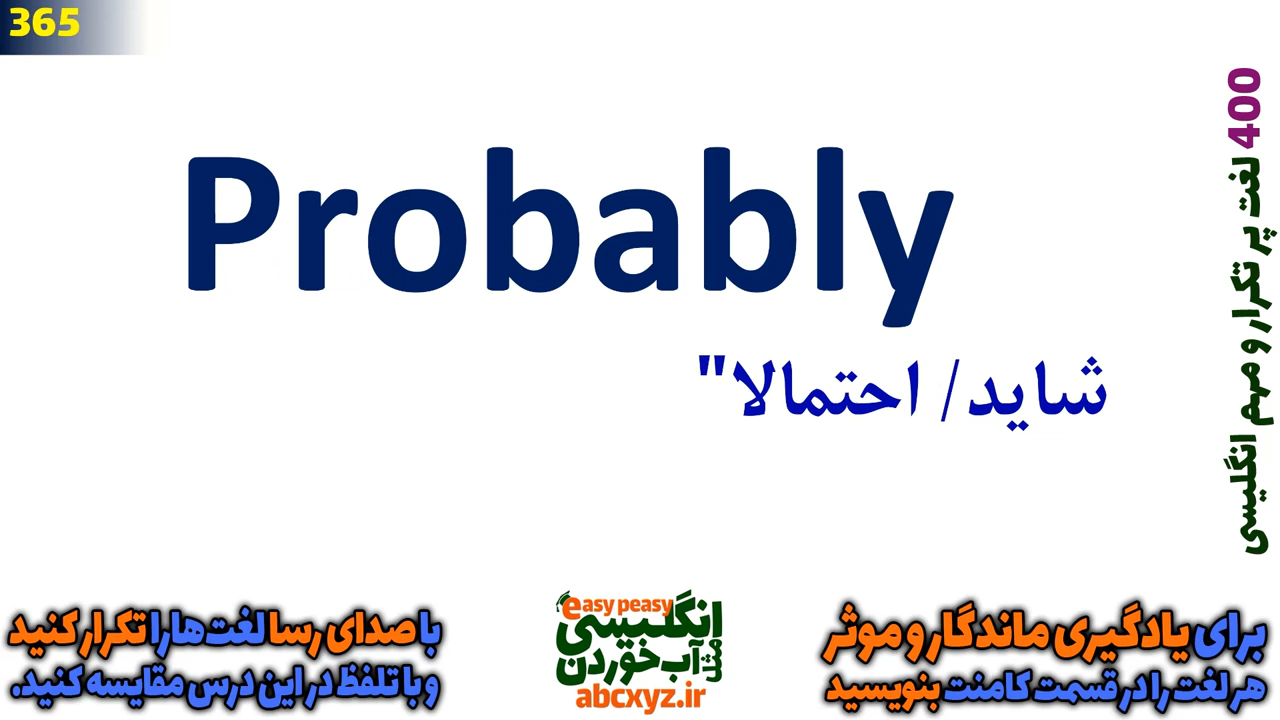 365
Probably
شاید/ احتمالا"
400 لغت پر تکرار و مهم انگلیسی
با صدای رسا لغت‌ها را تکرار کنید
و با تلفظ در این درس مقایسه کنید.
easy peasy
انگلیسی
مثل آب خوردن
abcxyz.ir
برای یادگیری ماندگار و موثر
هر لغت را در قسمت کامنت بنویسید